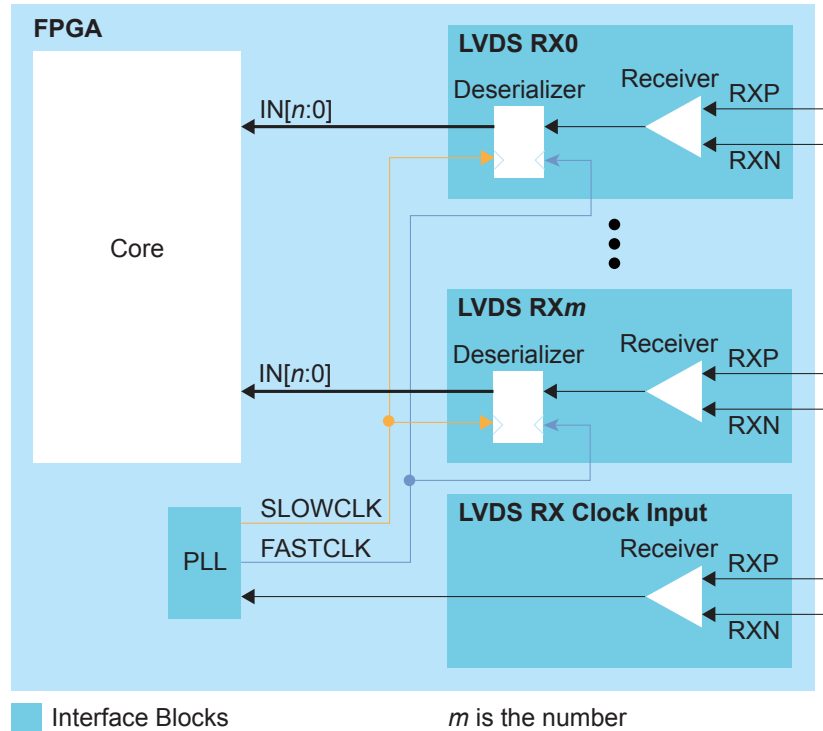 FPGA
LVDS RX0
Deserializer
Receiver
RXP
RXN
IN[n:0]
Core
LVDS RXm
Deserializer
Receiver
RXP
RXN
IN[n:0]
SLOWCLK
FASTCLK
PLL
LVDS RX Clock Input
Receiver
RXP
RXN
Interface Blocks
m is the number